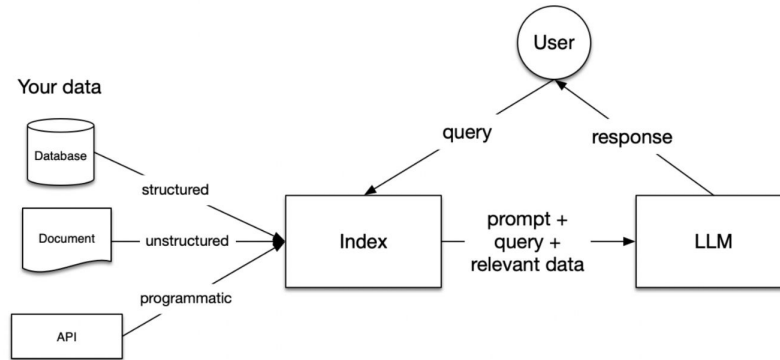 User
Your data
Database
query
response
structured
Document
unstructured
Index
prompt +
query +
relevant data
LLM
programmatic
API